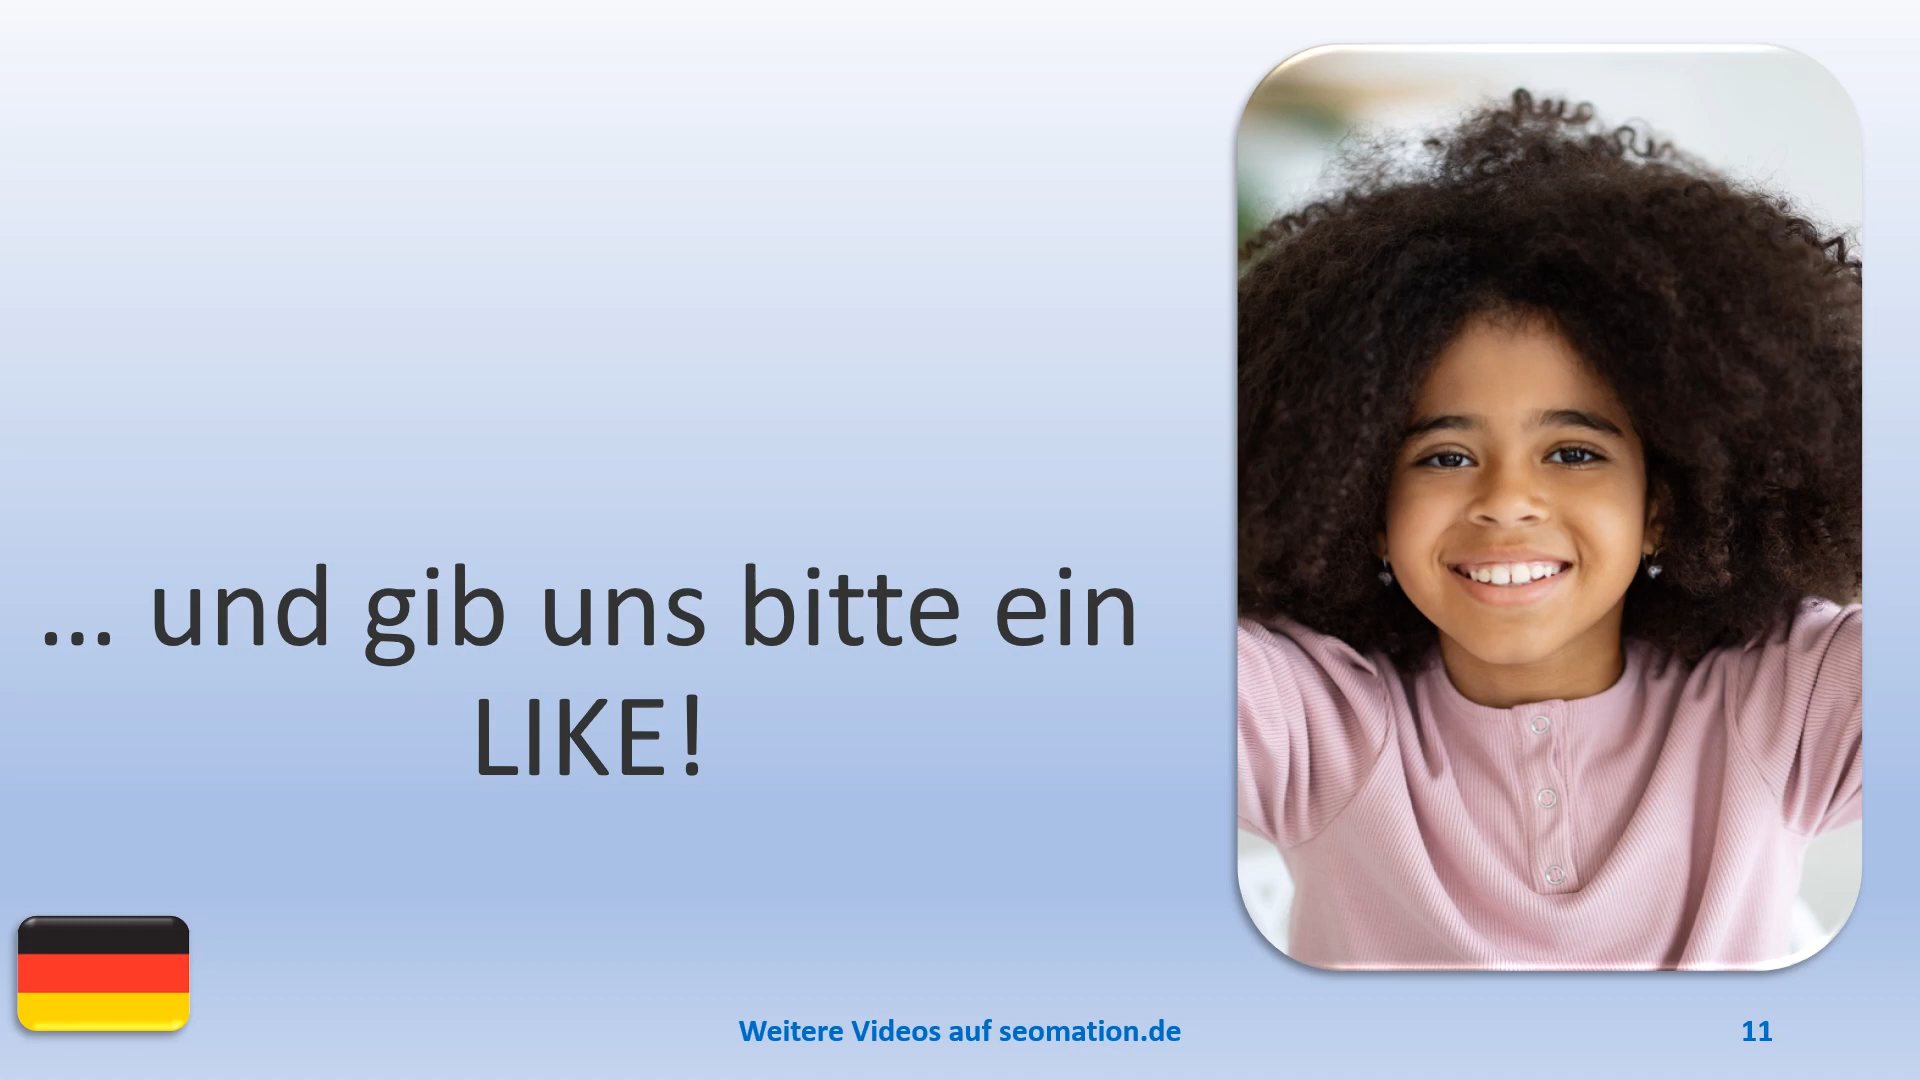 ... und gib uns bitte ein
LIKE!
Weitere Videos auf seomation.de
11